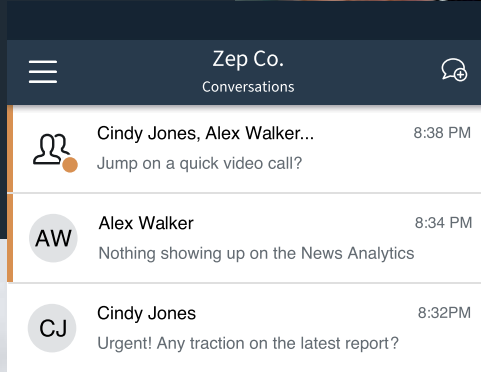 Zep Co.
Conversations
Cindy Jones, Alex Walker...
8:38 PM
Jump on a quick video call?
AW
Alex Walker
8:34 PM
Nothing showing up on the News Analytics
CJ
Cindy Jones
8:32PM
Urgent! Any traction on the latest report?